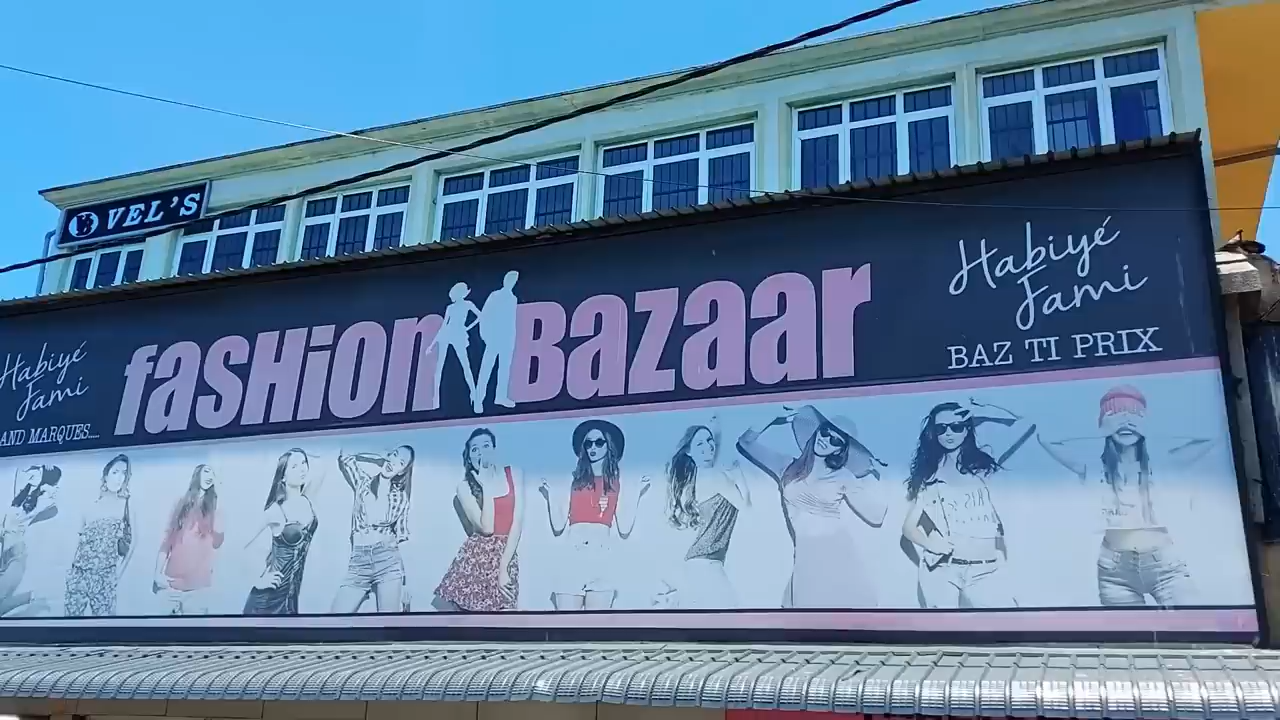 VEL'S
Habiyé
Fami
AND MARQUES....
fasHion Bazaar
Habiyé
Fami
BAZ TI PRIX